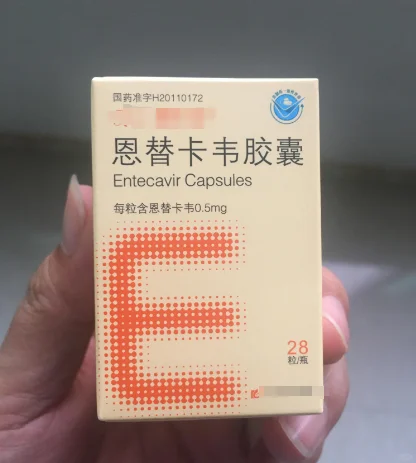 国药准字H20110172
恩替卡韦胶囊
Entecavir Capsules
每粒含恩替卡韦0.5mg
28
粒/瓶